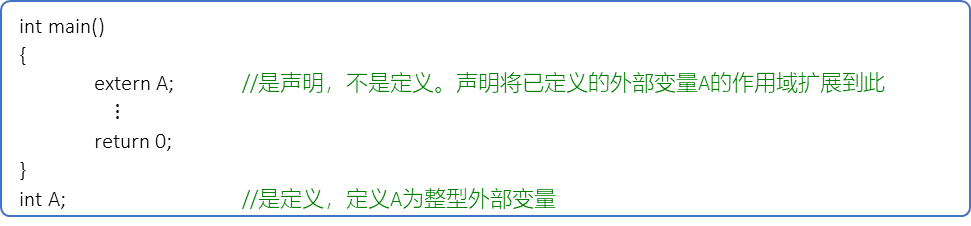 int main()
{
extern A; //是声明，不是定义。声明将已定义的外部变量A的作用域扩展到此
⋮
return 0;
}
int A; //是定义，定义A为整型外部变量